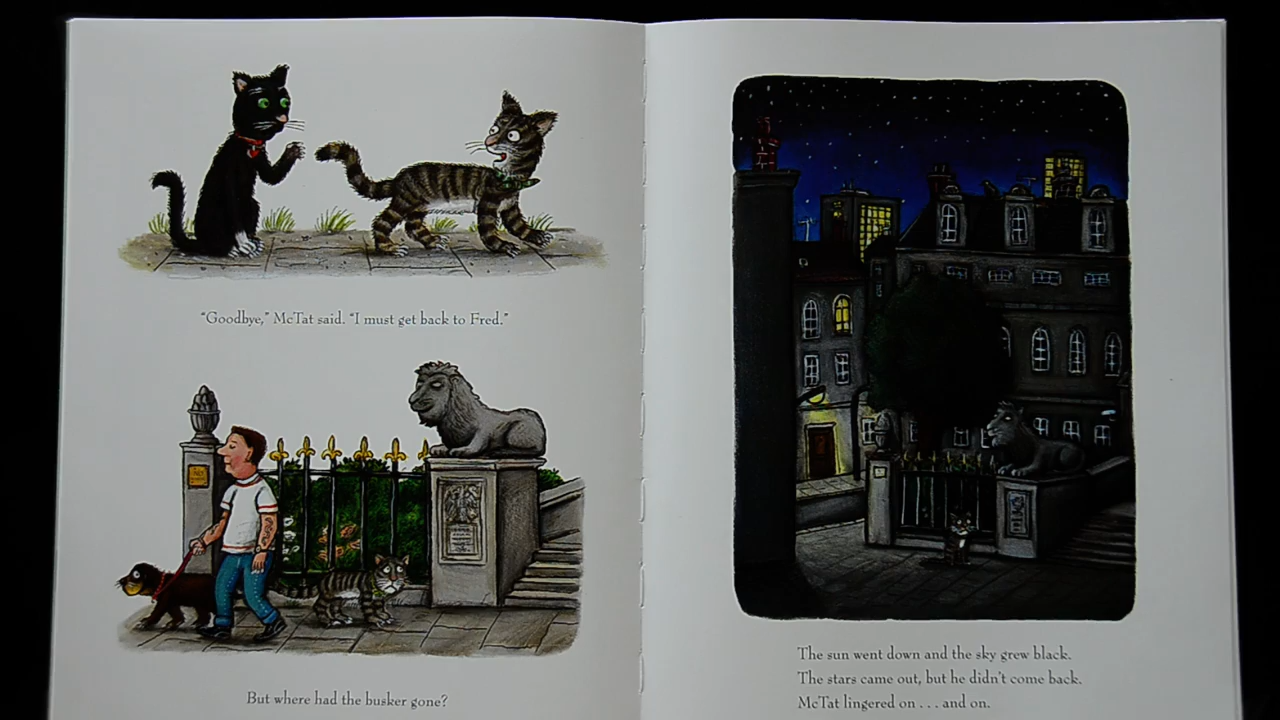 “Goodbye,” McTat said. “I must get back to Fred.”
But where had the busker gone?
The sun went down and the sky grew black.
The stars came out, but he didn’t come back.
McTat lingered on . . . and on.